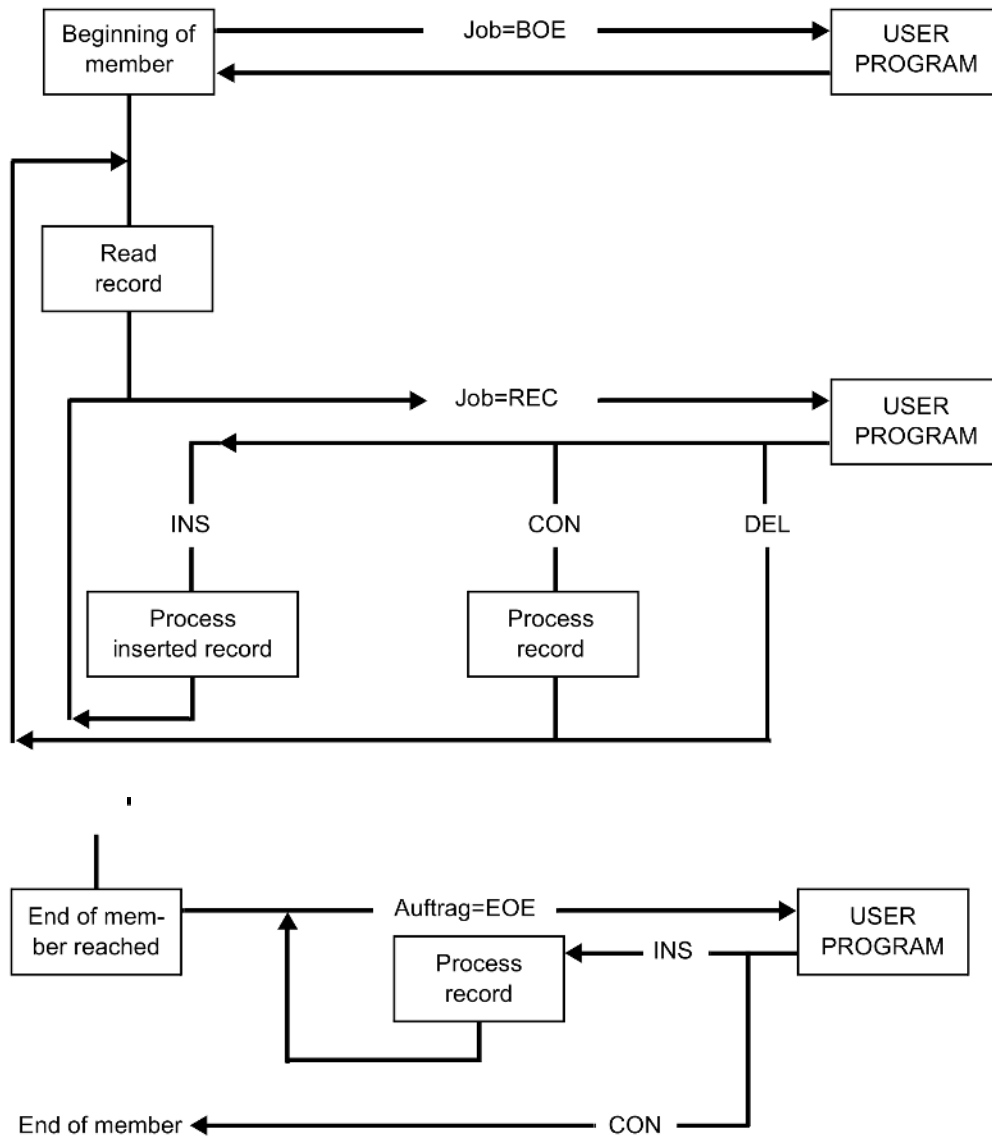 Beginning of
member
Job=BOE
USER
PROGRAM
Read
record
Job=REC
USER
PROGRAM
INS
CON
DEL
Process
inserted record
Process
record
End of mem-
ber reached
Auftrag=EOE
USER
PROGRAM
INS
Process
record
End of member
CON